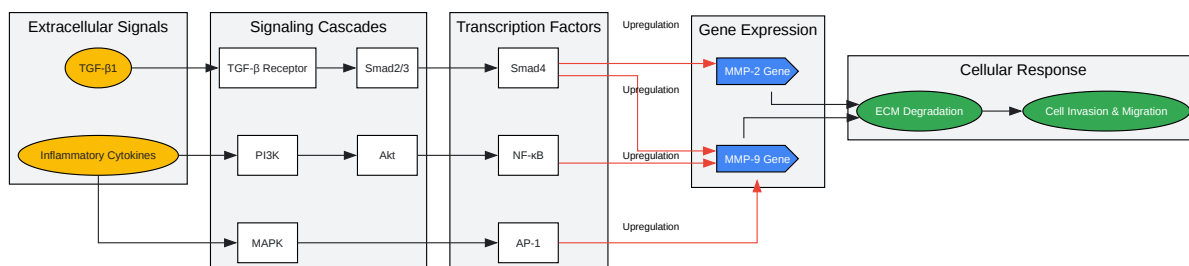 Extracellular Signals
TGF-β1
Inflammatory Cytokines
Signaling Cascades
TGF-β Receptor
Smad2/3
PI3K
Akt
MAPK
Transcription Factors
Smad4
NF-κB
AP-1
Upregulation
Upregulation
Upregulation
Upregulation
Gene Expression
MMP-2 Gene
MMP-9 Gene
Cellular Response
ECM Degradation
Cell Invasion & Migration